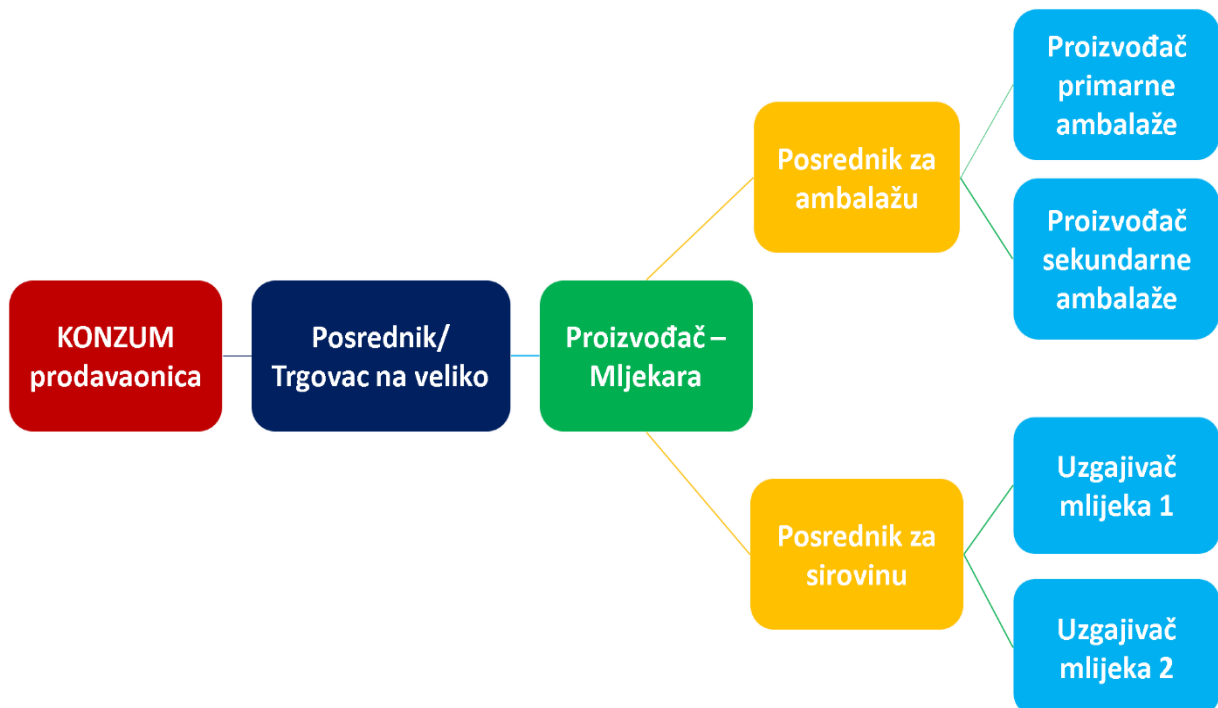 KONZUM
prodavaonica
Posrednik/
Trgovac na veliko
Proizvođač –
Mljekara
Posrednik za
ambalažu
Posrednik za
sirovinu
Proizvođač
primarne
ambalaže
Proizvođač
sekundarne
ambalaže
Uzgajivač
mlijeka 1
Uzgajivač
mlijeka 2